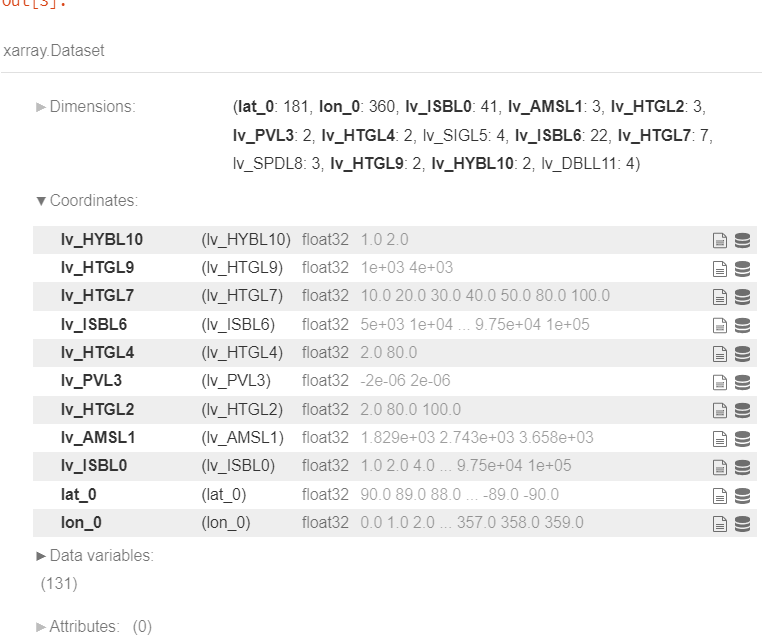 Out[3]:
xarray.Dataset
► Dimensions: (lat_0: 181, lon_0: 360, lv_ISBL0: 41, lv_AMSL1: 3, lv_HTGL2: 3,
lv_PVL3: 2, lv_HTGL4: 2, lv_SIGL5: 4, lv_ISBL6: 22, lv_HTGL7: 7,
lv_SPDL8: 3, lv_HTGL9: 2, lv_HYBL10: 2, lv_DBLL11: 4)
▼ Coordinates:
lv_HYBL10 (lv_HYBL10) float32 1.0 2.0
lv_HTGL9 (lv_HTGL9) float32 1e+03 4e+03
lv_HTGL7 (lv_HTGL7) float32 10.0 20.0 30.0 40.0 50.0 80.0 100.0
lv_ISBL6 (lv_ISBL6) float32 5e+03 1e+04 ... 9.75e+04 1e+05
lv_HTGL4 (lv_HTGL4) float32 2.0 80.0
lv_PVL3 (lv_PVL3) float32 -2e-06 2e-06
lv_HTGL2 (lv_HTGL2) float32 2.0 80.0 100.0
lv_AMSL1 (lv_AMSL1) float32 1.829e+03 2.743e+03 3.658e+03
lv_ISBL0 (lv_ISBL0) float32 1.0 2.0 4.0 ... 9.75e+04 1e+05
lat_0 (lat_0) float32 90.0 89.0 88.0 ... -89.0 -90.0
lon_0 (lon_0) float32 0.0 1.0 2.0 ... 357.0 358.0 359.0
► Data variables:
(131)
► Attributes: (0)